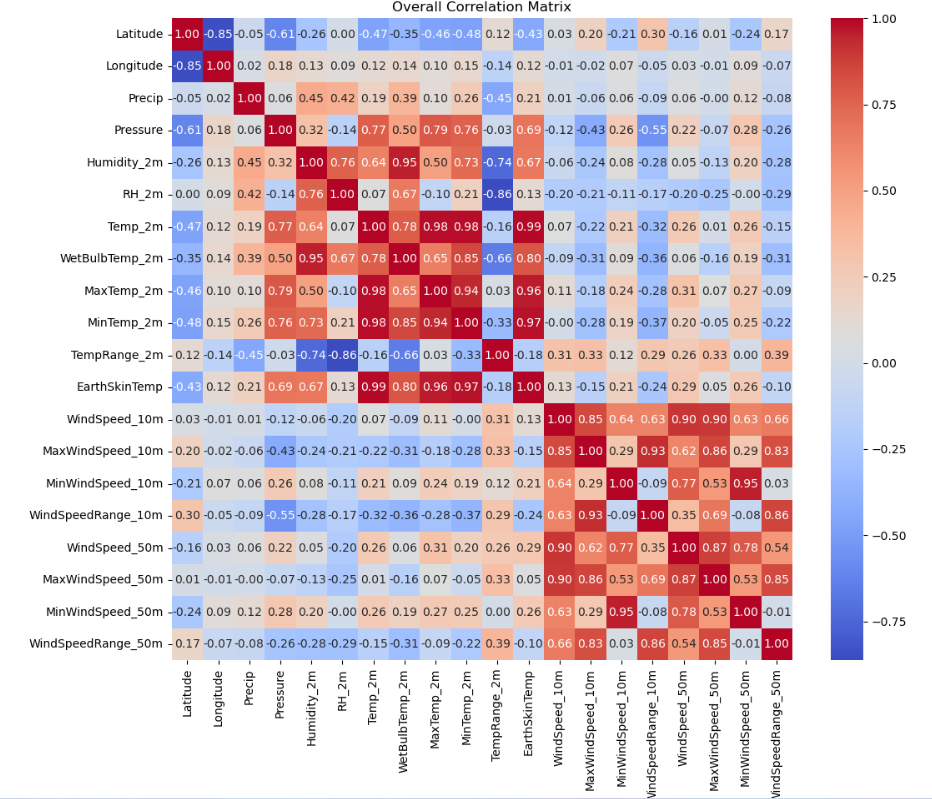 Overall Correlation Matrix
Latitude 1.00 -0.85 -0.05 -0.61 -0.26 0.00 -0.47 -0.35 -0.46 -0.48 0.12 -0.43 0.03 0.20 -0.21 0.30 -0.16 0.01 -0.24 0.17
Longitude -0.85 1.00 0.02 0.18 0.13 0.09 0.12 0.14 0.10 0.15 -0.14 0.12 -0.01 -0.02 0.07 -0.05 0.03 -0.01 0.09 -0.07
Precip -0.05 0.02 1.00 0.06 0.45 0.42 0.19 0.39 0.10 0.26 -0.45 0.21 0.01 -0.06 0.06 -0.09 0.06 -0.00 0.12 -0.08
Pressure -0.61 0.18 0.06 1.00 0.32 -0.14 0.77 0.50 0.79 0.76 -0.03 0.69 -0.12 -0.43 0.26 -0.55 0.22 -0.07 0.28 -0.26
Humidity_2m -0.26 0.13 0.45 0.32 1.00 0.76 0.64 0.95 0.50 0.73 -0.74 0.67 -0.06 -0.24 0.08 -0.28 0.05 -0.13 0.20 -0.28
RH_2m 0.00 0.09 0.42 -0.14 0.76 1.00 0.07 0.67 -0.10 0.21 -0.86 0.13 -0.20 -0.21 -0.11 -0.17 -0.20 -0.25 -0.00 -0.29
Temp_2m -0.47 0.12 0.19 0.77 0.64 0.07 1.00 0.78 0.98 0.98 -0.16 0.99 0.07 -0.22 0.21 -0.32 0.26 0.01 0.26 -0.15
WetBulbTemp_2m -0.35 0.14 0.39 0.50 0.95 0.67 0.78 1.00 0.65 0.85 -0.66 0.80 -0.09 -0.31 0.09 -0.36 0.06 -0.16 0.19 -0.31
MaxTemp_2m -0.46 0.10 0.10 0.79 0.50 -0.10 0.98 0.65 1.00 0.94 0.03 0.96 0.11 -0.18 0.24 -0.28 0.31 0.07 0.27 -0.09
MinTemp_2m -0.48 0.15 0.26 0.76 0.73 0.21 0.98 0.85 0.94 1.00 -0.33 0.97 -0.00 -0.28 0.19 -0.37 0.20 -0.05 0.25 -0.22
TempRange_2m 0.12 -0.14 -0.45 -0.03 -0.74 -0.86 -0.16 -0.66 0.03 -0.33 1.00 -0.18 0.31 0.33 0.12 0.29 0.26 0.33 0.00 0.39
EarthSkinTemp -0.43 0.12 0.21 0.69 0.67 0.13 0.99 0.80 0.96 0.97 -0.18 1.00 0.13 -0.15 0.21 -0.24 0.29 0.05 0.26 -0.10
WindSpeed_10m 0.03 -0.01 0.01 -0.12 -0.06 -0.20 0.07 -0.09 0.11 -0.00 0.31 0.13 1.00 0.85 0.64 0.63 0.90 0.90 0.63 0.66
MaxWindSpeed_10m 0.20 -0.02 -0.06 -0.43 -0.24 -0.21 -0.22 -0.31 -0.18 -0.28 0.33 -0.15 0.85 1.00 0.29 0.93 0.62 0.86 0.29 0.83
MinWindSpeed_10m -0.21 0.07 0.06 0.26 0.08 -0.11 0.21 0.09 0.24 0.19 0.12 0.21 0.64 0.29 1.00 -0.09 0.77 0.53 0.95 0.03
WindSpeedRange_10m 0.30 -0.05 -0.09 -0.55 -0.28 -0.17 -0.32 -0.36 -0.28 -0.37 0.29 -0.24 0.63 0.93 -0.09 1.00 0.35 0.69 -0.08 0.86
WindSpeed_50m -0.16 0.03 0.06 0.22 0.05 -0.20 0.26 0.06 0.31 0.20 0.26 0.29 0.90 0.62 0.77 0.35 1.00 0.87 0.78 0.54
MaxWindSpeed_50m 0.01 -0.01 -0.00 -0.07 -0.13 -0.25 0.01 -0.16 0.07 -0.05 0.33 0.05 0.90 0.86 0.53 0.69 0.87 1.00 0.53 0.85
MinWindSpeed_50m -0.24 0.09 0.12 0.28 0.20 -0.00 0.26 0.19 0.27 0.25 0.00 0.26 0.63 0.29 0.95 -0.08 0.78 0.53 1.00 -0.01
WindSpeedRange_50m 0.17 -0.07 -0.08 -0.26 -0.28 -0.29 -0.15 -0.31 -0.09 -0.22 0.39 -0.10 0.66 0.83 0.03 0.86 0.54 0.85 -0.01 1.00
Latitude
Longitude
Precip
Pressure
Humidity_2m
RH_2m
Temp_2m
WetBulbTemp_2m
MaxTemp_2m
MinTemp_2m
TempRange_2m
EarthSkinTemp
WindSpeed_10m
MaxWindSpeed_10m
MinWindSpeed_10m
WindSpeedRange_10m
WindSpeed_50m
MaxWindSpeed_50m
MinWindSpeed_50m
WindSpeedRange_50m
1.00
0.75
0.50
0.25
−0.00
−0.25
−0.50
−0.75